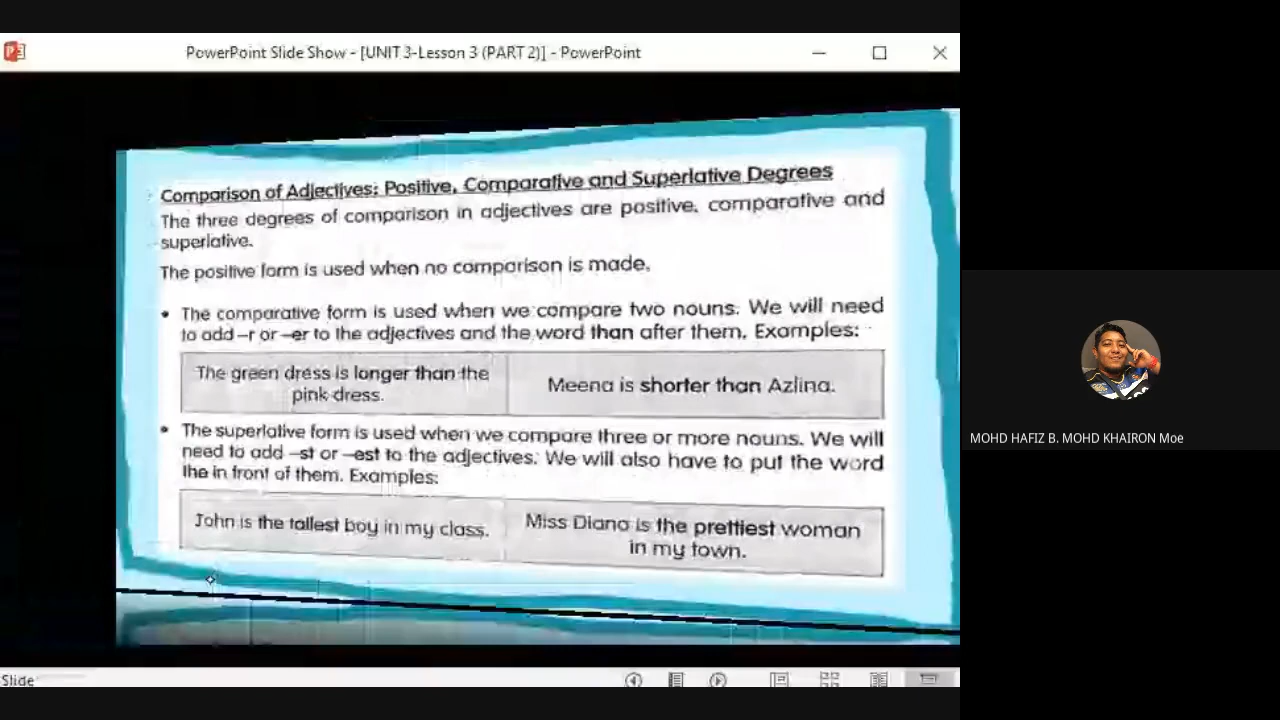 PowerPoint Slide Show - [UNIT 3-Lesson 3 (PART 2)] - PowerPoint
Comparison of Adjectives: Positive, Comparative and Superlative Degrees
The three degrees of comparison in adjectives are positive, comparative and
superlative.
The positive form is used when no comparison is made.
• The comparative form is used when we compare two nouns. We will need
to add –r or –er to the adjectives and the word than after them. Examples:
The green dress is longer than the
pink dress.
Meena is shorter than Azlina.
• The superlative form is used when we compare three or more nouns. We will
need to add –st or –est to the adjectives. We will also have to put the word
the in front of them. Examples:
John is the tallest boy in my class.
Miss Diana is the prettiest woman
in my town.
MOHD HAFIZ B. MOHD KHAIRON Moe
Slide